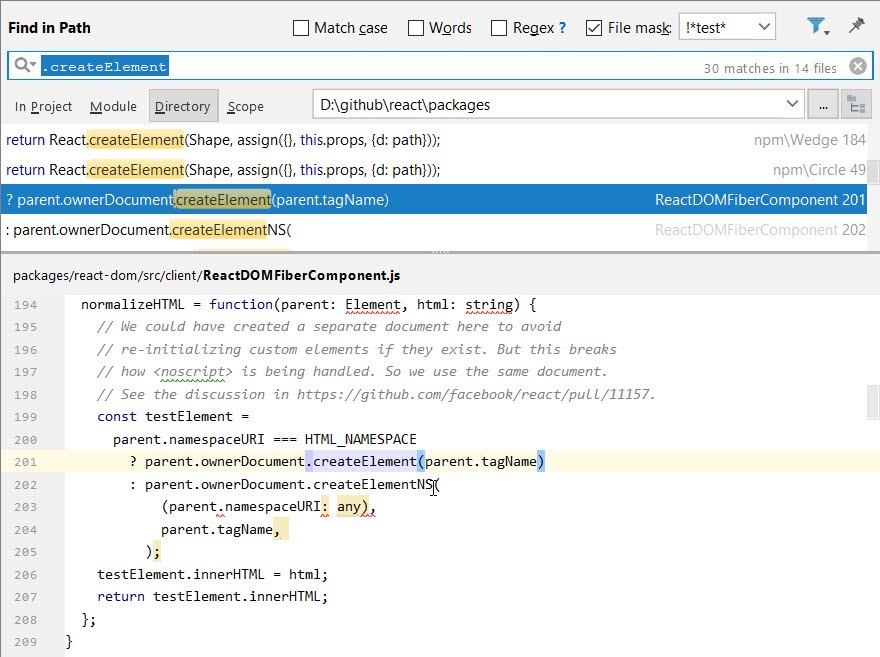 Find in Path Match case Words Regex ? File mask: !*test*
.createElement 30 matches in 14 files
In Project Module Directory Scope D:\github\react\packages ...
return React.createElement(Shape, assign({}, this.props, {d: path})); npm\Wedge 184
return React.createElement(Shape, assign({}, this.props, {d: path})); npm\Circle 49
? parent.ownerDocument.createElement(parent.tagName) ReactDOMFiberComponent 201
: parent.ownerDocument.createElementNS( ReactDOMFiberComponent 202
packages/react-dom/src/client/ReactDOMFiberComponent.js
194 normalizeHTML = function(parent: Element, html: string) {
195 // We could have created a separate document here to avoid
196 // re-initializing custom elements if they exist. But this breaks
197 // how <noscript> is being handled. So we use the same document.
198 // See the discussion in https://github.com/facebook/react/pull/11157.
199 const testElement =
200 parent.namespaceURI === HTML_NAMESPACE
201 ? parent.ownerDocument.createElement(parent.tagName)
202 : parent.ownerDocument.createElementNS(
203 (parent.namespaceURI: any),
204 parent.tagName,
205 );
206 testElement.innerHTML = html;
207 return testElement.innerHTML;
208 };
209 }